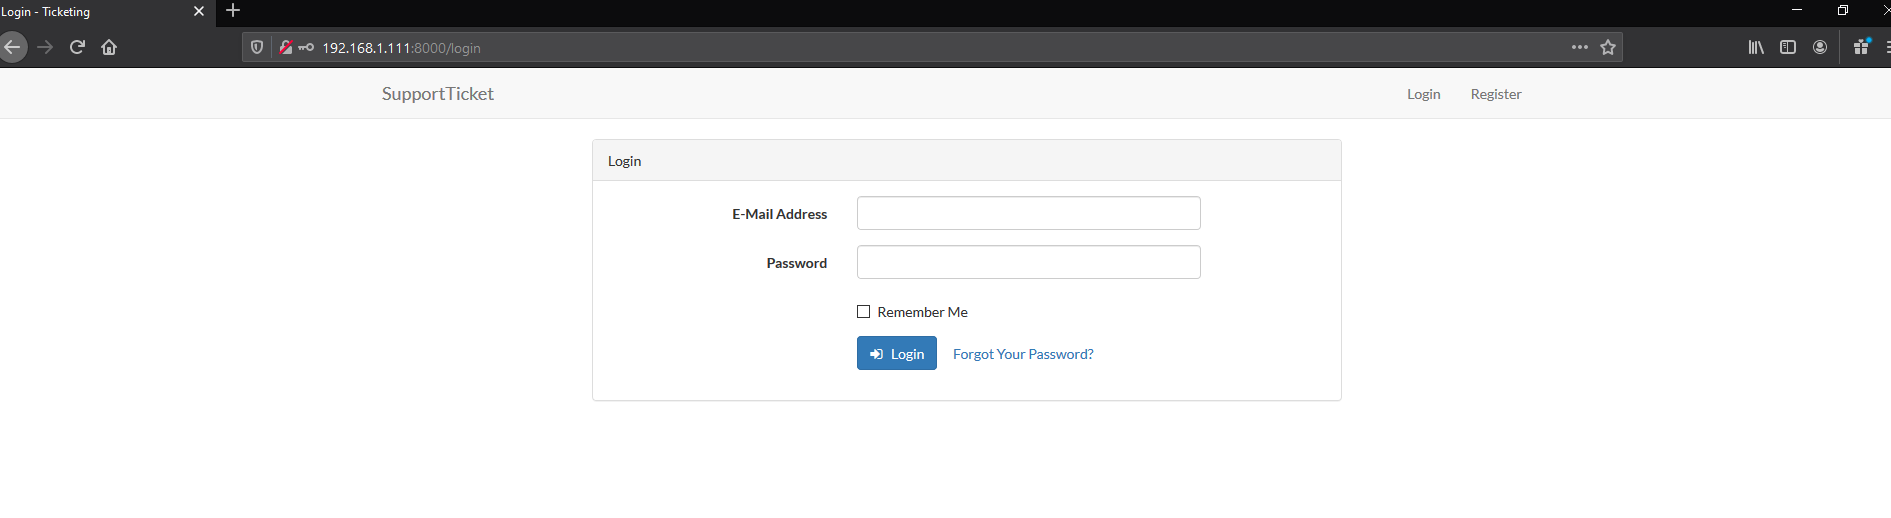 Login - Ticketing
192.168.1.111:8000/login
SupportTicket
Login
Register
Login
E-Mail Address
Password
Remember Me
Login
Forgot Your Password?